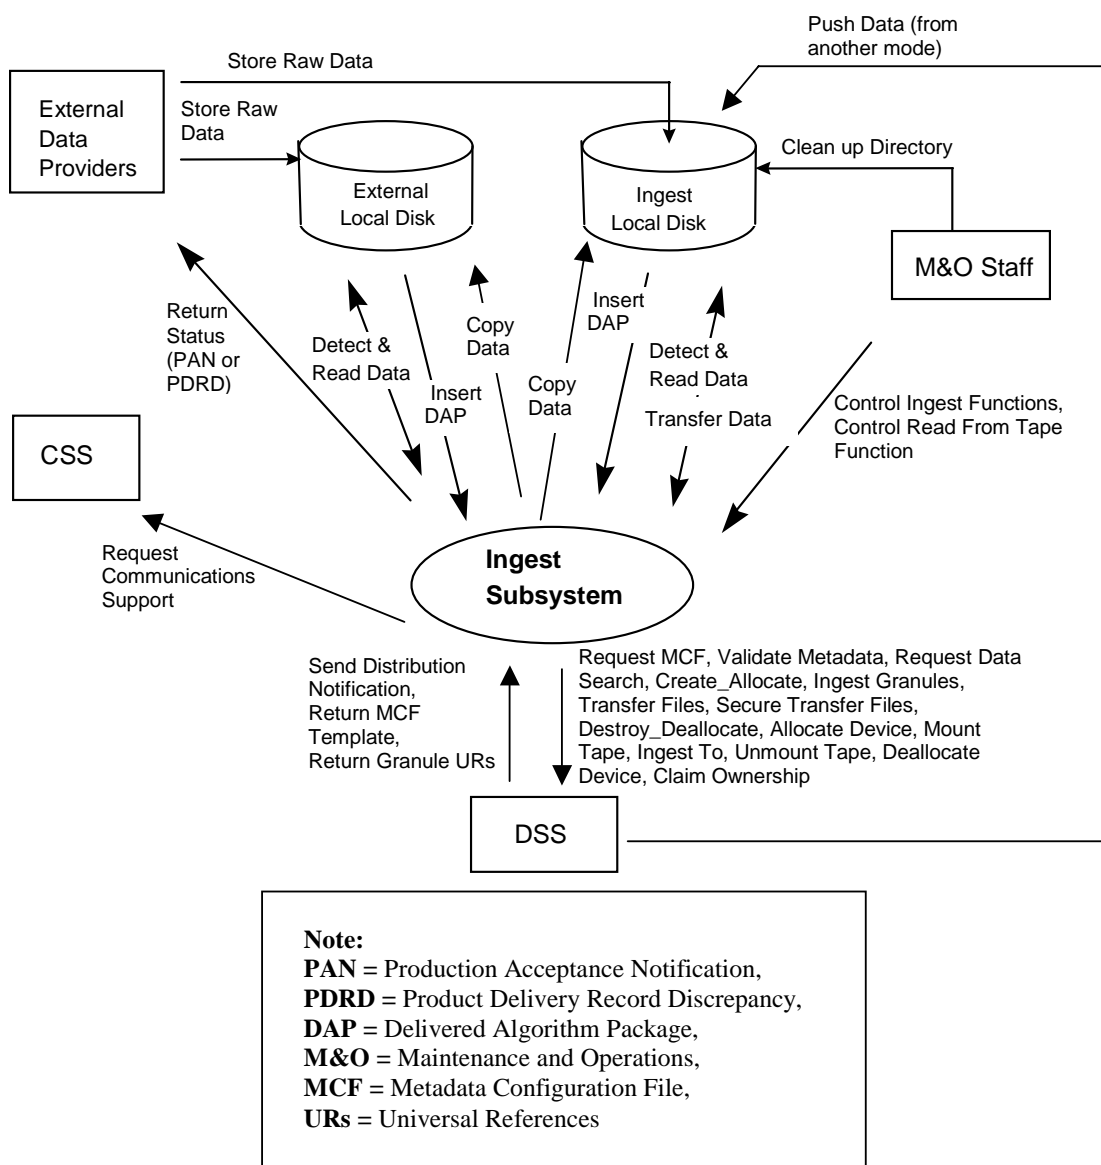 Push Data (from
another mode)
Store Raw Data
External
Data
Providers
Store Raw
Data
Clean up Directory
External
Local Disk
Ingest
Local Disk
M&O Staff
Return
Status
(PAN or
PDRD)
Detect &
Read Data
Insert
DAP
Copy
Data
Copy
Data
Insert
DAP
Detect &
Read Data
Transfer Data
Control Ingest Functions,
Control Read From Tape
Function
CSS
Request
Communications
Support
Ingest
Subsystem
Send Distribution
Notification,
Return MCF
Template,
Return Granule URs
Request MCF, Validate Metadata, Request Data
Search, Create_Allocate, Ingest Granules,
Transfer Files, Secure Transfer Files,
Destroy_Deallocate, Allocate Device, Mount
Tape, Ingest To, Unmount Tape, Deallocate
Device, Claim Ownership
DSS
Note:
PAN = Production Acceptance Notification,
PDRD = Product Delivery Record Discrepancy,
DAP = Delivered Algorithm Package,
M&O = Maintenance and Operations,
MCF = Metadata Configuration File,
URs = Universal References